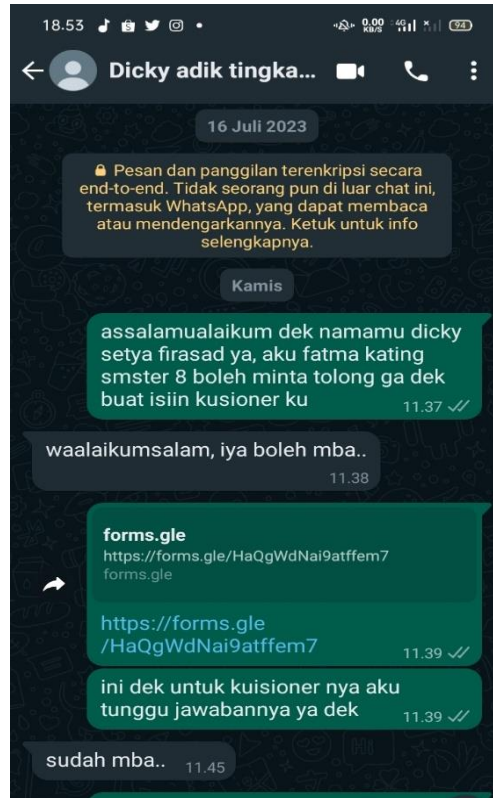 18.53
0.00 KB/S
4G
94
Dicky adik tingka...
16 Juli 2023
Pesan dan panggilan terenkripsi secara
end-to-end. Tidak seorang pun di luar chat ini,
termasuk WhatsApp, yang dapat membaca
atau mendengarkannya. Ketuk untuk info
selengkapnya.
Kamis
assalamualaikum dek namamu dicky
setya firasad ya, aku fatma kating
smster 8 boleh minta tolong ga dek
buat isiin kusioner ku
11.37
waalaikumsalam, iya boleh mba..
11.38
forms.gle
https://forms.gle/HaQgWdNai9atffem7
forms.gle
https://forms.gle
/HaQgWdNai9atffem7
11.39
ini dek untuk kuisioner nya aku
tunggu jawabannya ya dek
11.39
sudah mba..
11.45